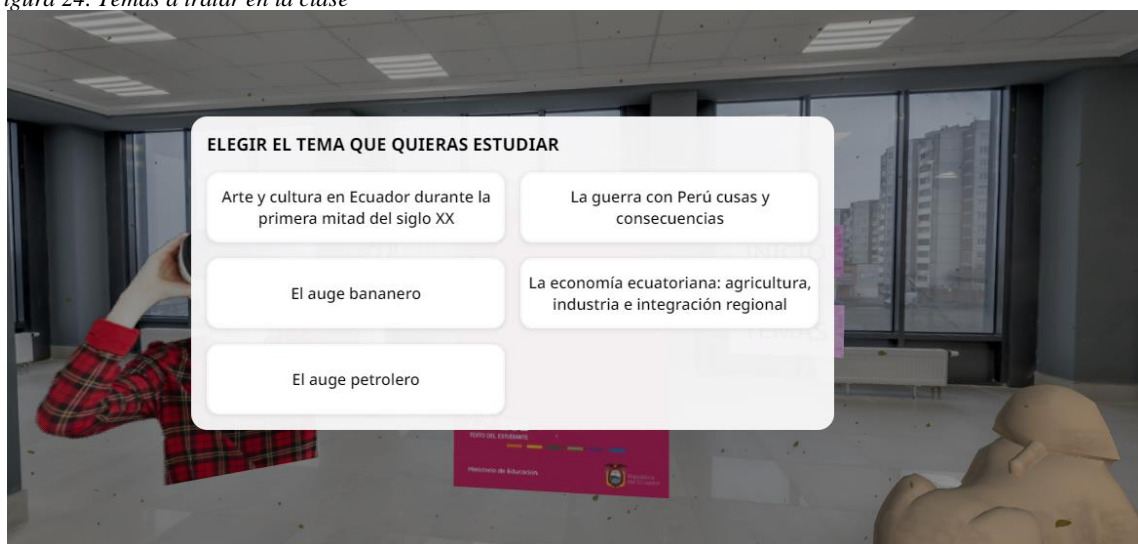 igura 24: Temas a tratar en la clase
ELEGIR EL TEMA QUE QUIERAS ESTUDIAR
Arte y cultura en Ecuador durante la
primera mitad del siglo XX
La guerra con Perú cusas y
consecuencias
El auge bananero
La economía ecuatoriana: agricultura,
industria e integración regional
El auge petrolero
INICIO
TEXTO DEL ESTUDIANTE
Ministerio de Educación